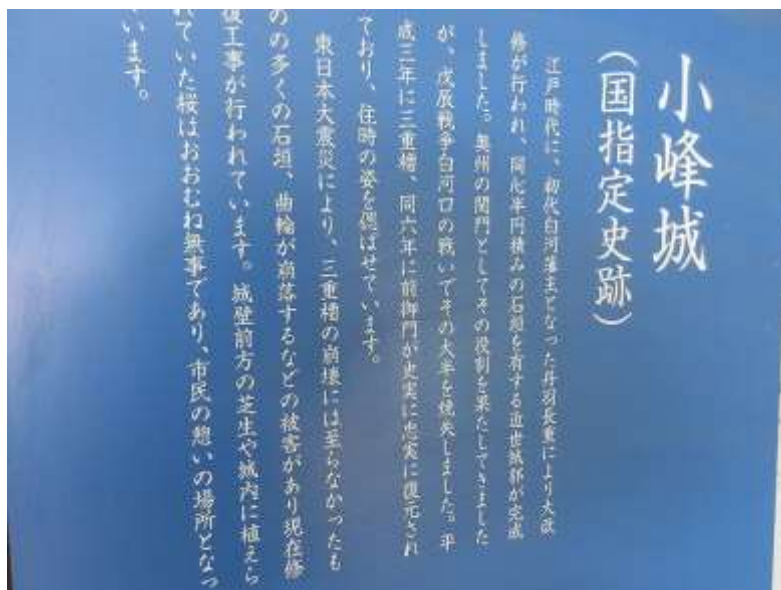 小峰城
(国指定史跡)
江戸時代に、初代白河藩主となった丹羽長重により大改
修が行われ、同心半円積みの石垣を有する近世城郭が完成
しました。奥州の関門としてその役割を果たしてきました
が、戊辰戦争白河口の戦いでその大半を焼失しました。平
成三年に三重櫓、同六年に前御門が史実に忠実に復元され
ており、往時の姿を偲ばせています。
東日本大震災により、三重櫓の崩壊には至らなかったも
のの多くの石垣、曲輪が崩落するなどの被害があり現在修
復工事が行われています。城壁前方の芝生や城内に植えら
れていた桜はおおむね無事であり、市民の憩いの場所となっ
ています。